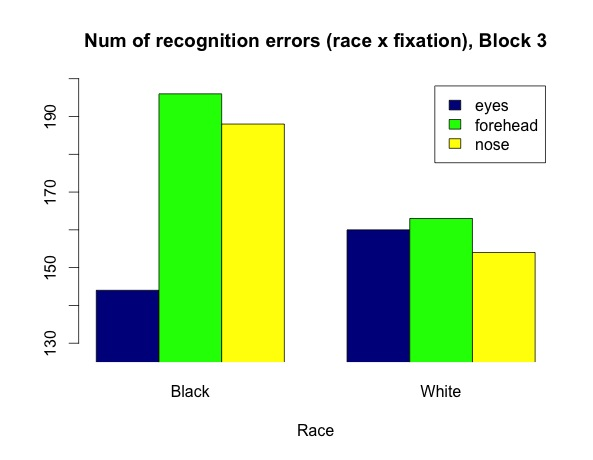 Num of recognition errors (race x fixation), Block 3
190
170
150
130
eyes
forehead
nose
Black
White
Race